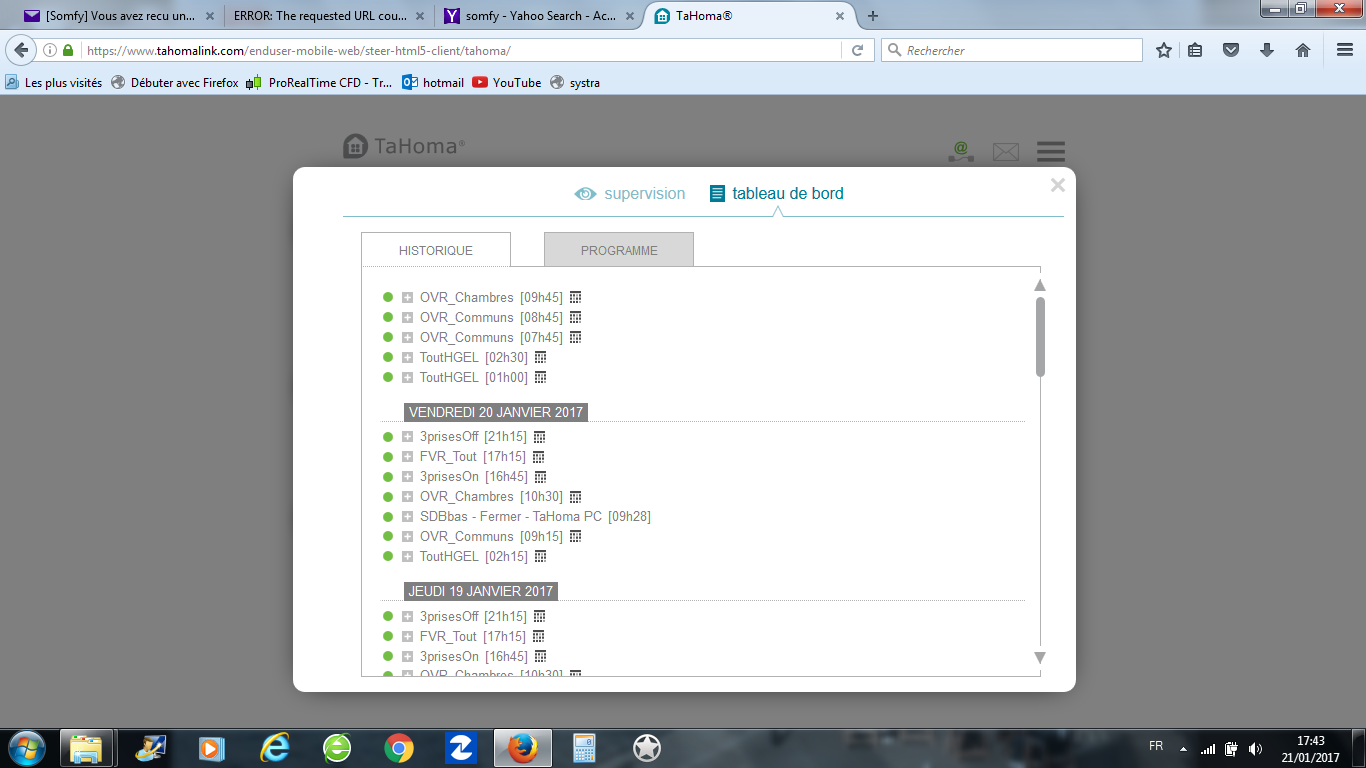 [Somfy] Vous avez recu un...
ERROR: The requested URL cou...
somfy - Yahoo Search - Ac...
TaHoma®
https://www.tahomalink.com/enduser-mobile-web/steer-html5-client/tahoma/
Rechercher
Les plus visités
Débuter avec Firefox
ProRealTime CFD - Tr...
hotmail
YouTube
systra
TaHoma®
@
supervision
tableau de bord
HISTORIQUE
PROGRAMME
OVR_Chambres [09h45]
OVR_Communs [08h45]
OVR_Communs [07h45]
ToutHGEL [02h30]
ToutHGEL [01h00]
VENDREDI 20 JANVIER 2017
3prisesOff [21h15]
FVR_Tout [17h15]
3prisesOn [16h45]
OVR_Chambres [10h30]
SDBbas - Fermer - TaHoma PC [09h28]
OVR_Communs [09h15]
ToutHGEL [02h15]
JEUDI 19 JANVIER 2017
3prisesOff [21h15]
FVR_Tout [17h15]
3prisesOn [16h45]
OVR_Chambres [10h30]
FR
17:43
21/01/2017